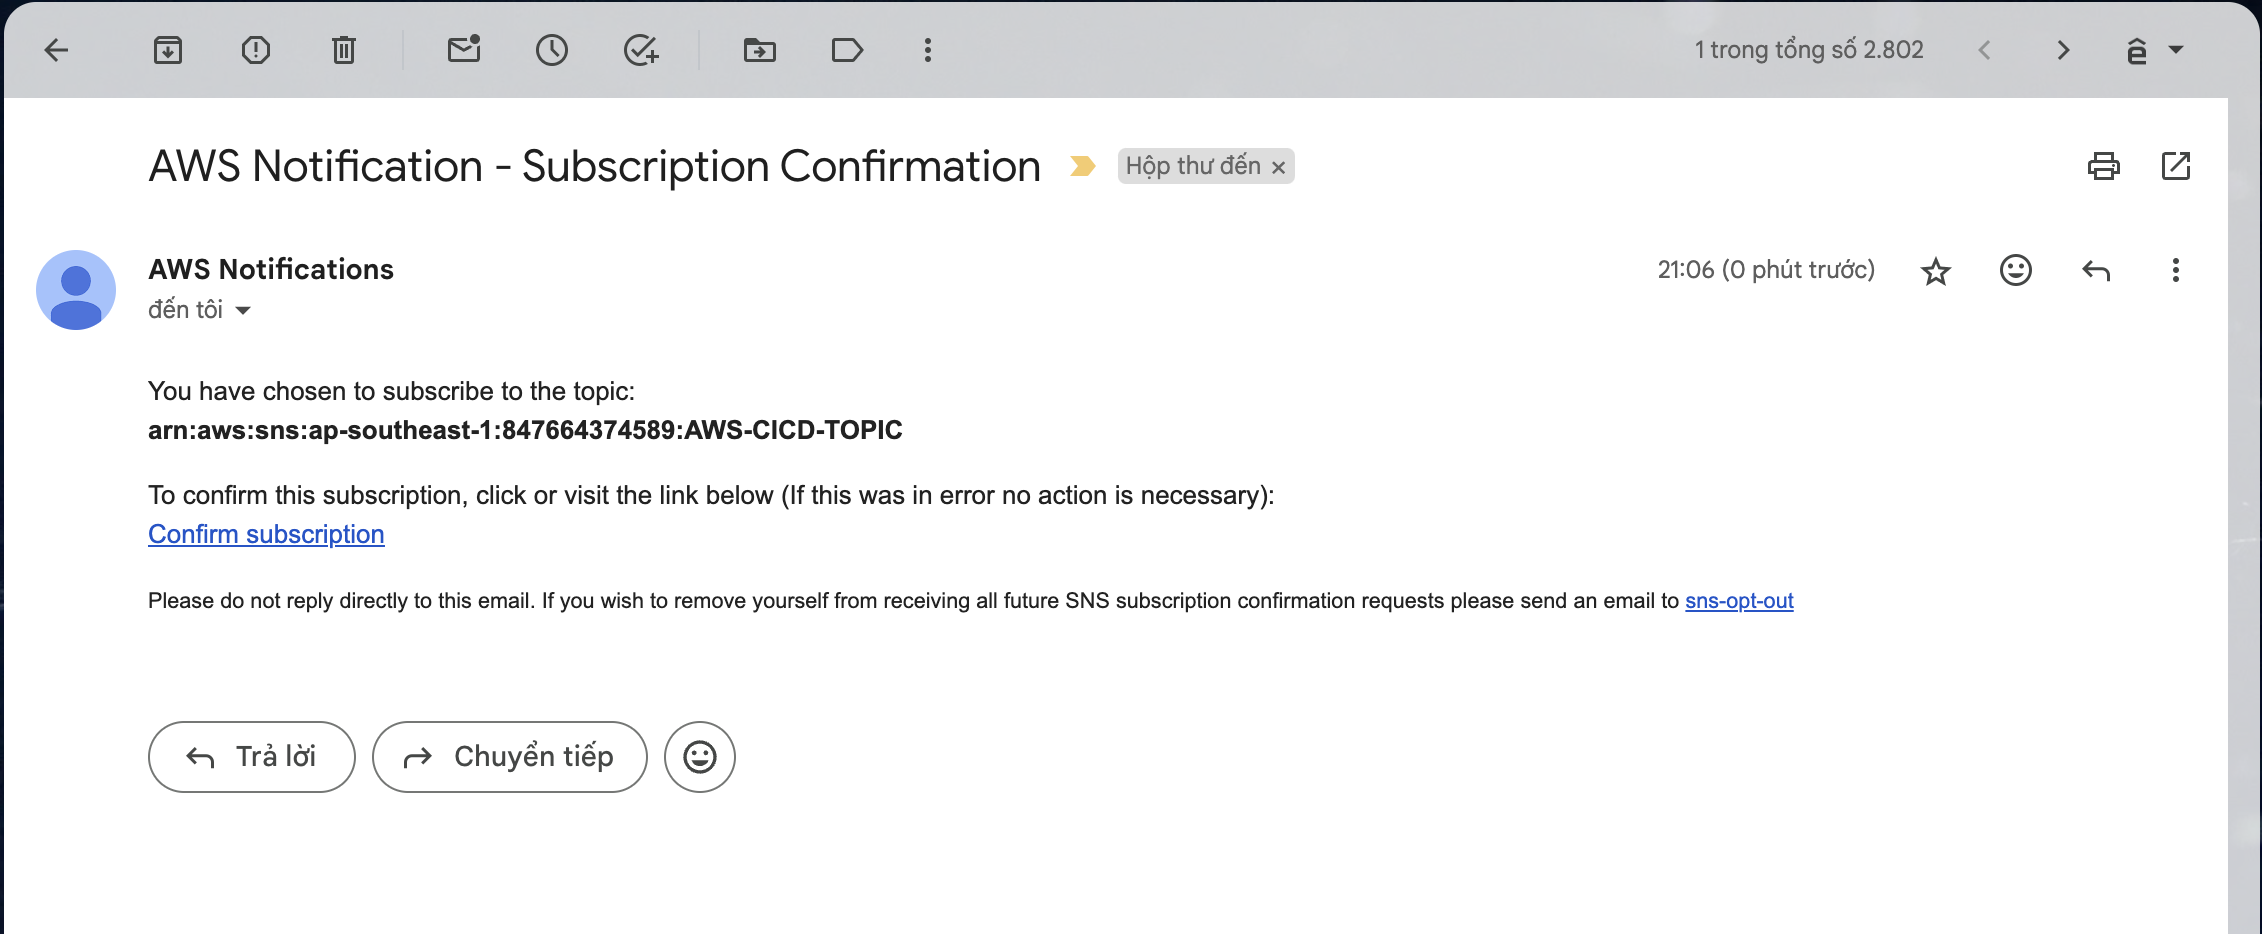 1 trong tổng số 2.802
ê
AWS Notification - Subscription Confirmation
Hộp thư đến ×
AWS Notifications
21:06 (0 phút trước)
đến tôi
You have chosen to subscribe to the topic:
arn:aws:sns:ap-southeast-1:847664374589:AWS-CICD-TOPIC
To confirm this subscription, click or visit the link below (If this was in error no action is necessary):
Confirm subscription
Please do not reply directly to this email. If you wish to remove yourself from receiving all future SNS subscription confirmation requests please send an email to sns-opt-out
Trả lời
Chuyển tiếp